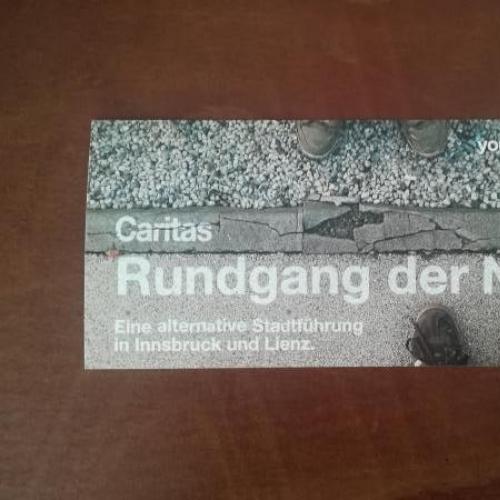 Caritas
Rundgang der
Eine alternative Stadtführung
in Innsbruck und Lienz.